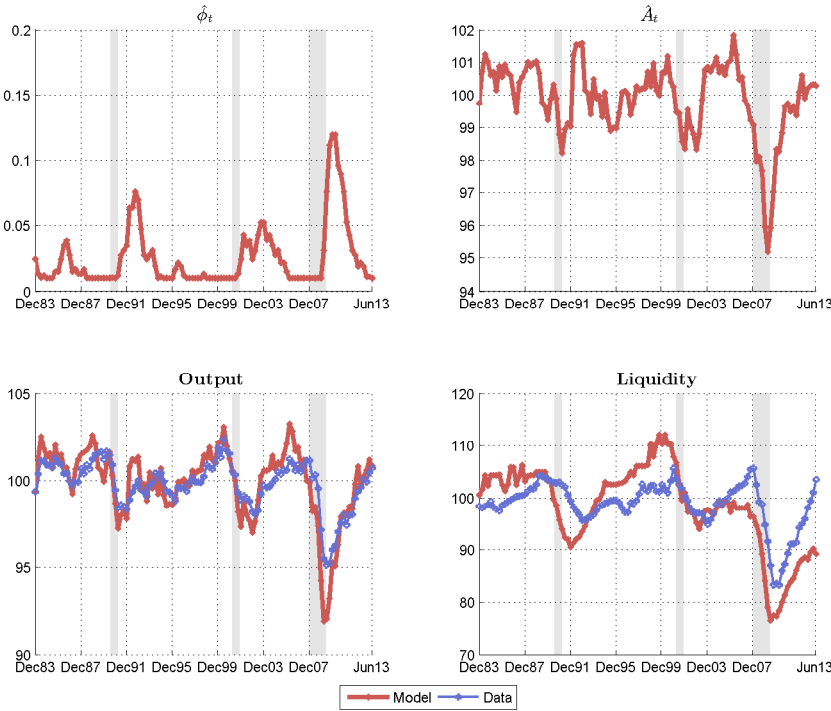 φ̂ₜ
0.2
0.15
0.1
0.05
0
Dec83 Dec87 Dec91 Dec95 Dec99 Dec03 Dec07 Jun13
Âₜ
102
101
100
99
98
97
96
95
94
Dec83 Dec87 Dec91 Dec95 Dec99 Dec03 Dec07 Jun13
Output
105
100
95
90
Dec83 Dec87 Dec91 Dec95 Dec99 Dec03 Dec07 Jun13
Liquidity
120
110
100
90
80
70
Dec83 Dec87 Dec91 Dec95 Dec99 Dec03 Dec07 Jun13
Model Data